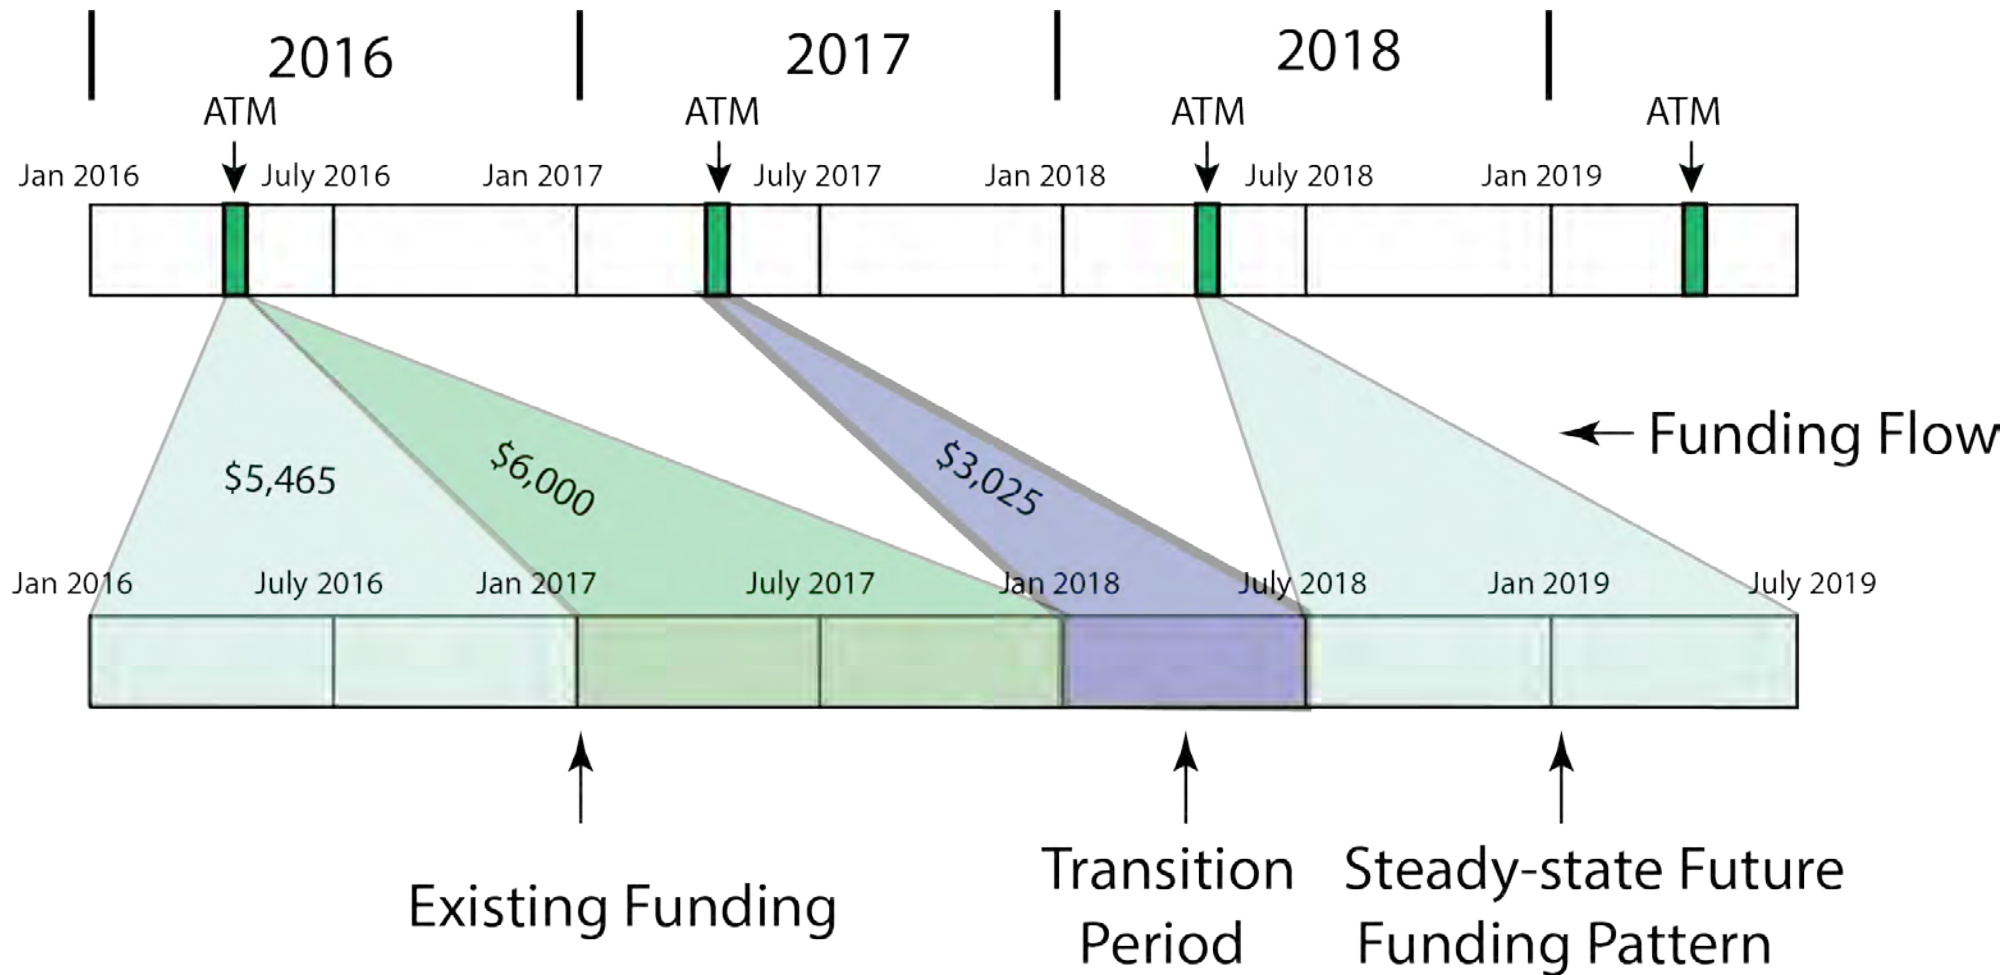 2016
2017
2018
ATM
ATM
ATM
ATM
Jan 2016
July 2016
Jan 2017
July 2017
Jan 2018
July 2018
Jan 2019
$5,465
$6,000
$3,025
Funding Flow
Jan 2016
July 2016
Jan 2017
July 2017
Jan 2018
July 2018
Jan 2019
July 2019
Existing Funding
Transition
Period
Steady-state Future
Funding Pattern